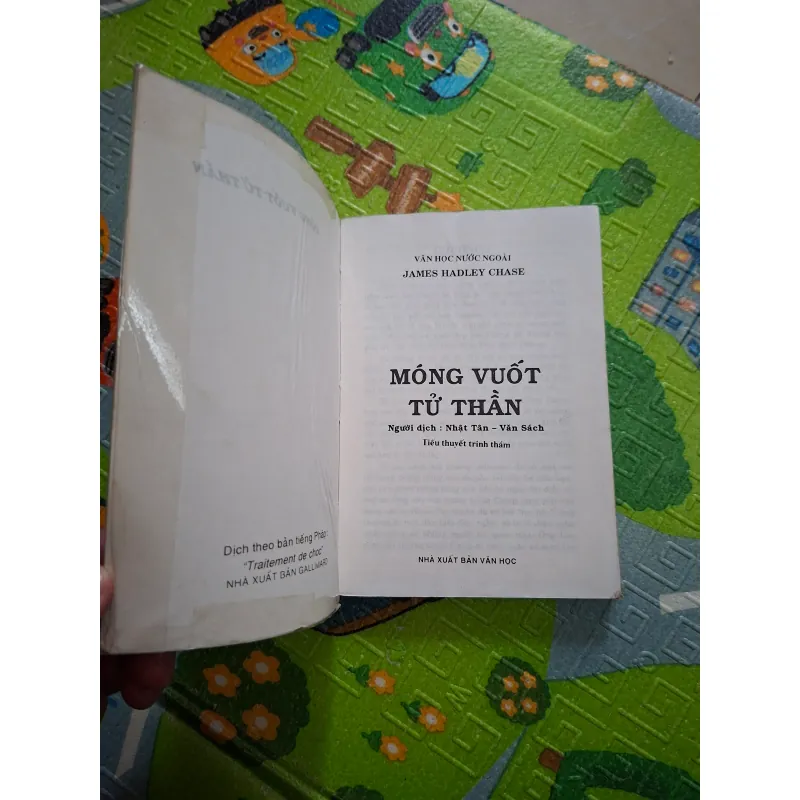 Dịch theo bản tiếng Pháp :
"Traitement de choc"
NHÀ XUẤT BẢN GALLIMARD
VĂN HỌC NƯỚC NGOÀI
JAMES HADLEY CHASE
MÓNG VUỐT
TỬ THẦN
Người dịch : Nhật Tân - Văn Sách
Tiểu thuyết trinh thám
NHÀ XUẤT BẢN VĂN HỌC